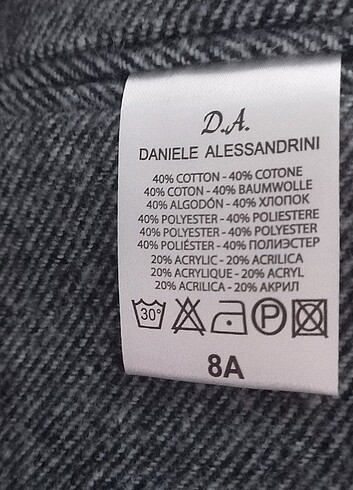 D.A.
DANIELE ALESSANDRINI
40% COTTON - 40% COTONE
40% COTON - 40% BAUMWOLLE
40% ALGODÓN - 40% ХЛОПОК
40% POLYESTER - 40% POLIESTERE
40% POLYESTER - 40% POLYESTER
40% POLIÉSTER - 40% ПОЛИЭСТЕР
20% ACRYLIC - 20% ACRILICA
20% ACRYLIQUE - 20% ACRYL
20% ACRILICA - 20% АКРИЛ
30° P
8A